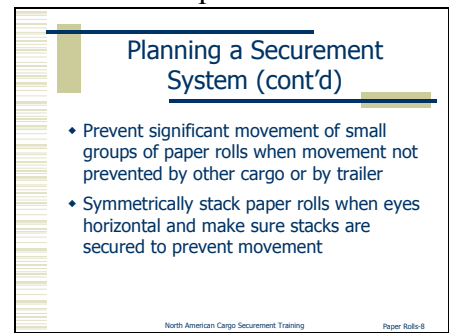 Planning a Securement
System (cont'd)
◆ Prevent significant movement of small
groups of paper rolls when movement not
prevented by other cargo or by trailer
◆ Symmetrically stack paper rolls when eyes
horizontal and make sure stacks are
secured to prevent movement
North American Cargo Securement Training
Paper Rolls-8